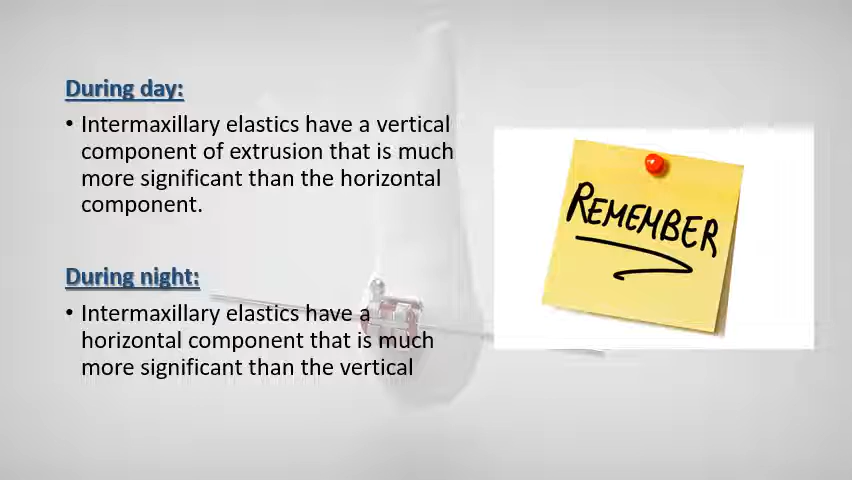 During day:
• Intermaxillary elastics have a vertical
component of extrusion that is much
more significant than the horizontal
component.
During night:
• Intermaxillary elastics have a
horizontal component that is much
more significant than the vertical
REMEMBER